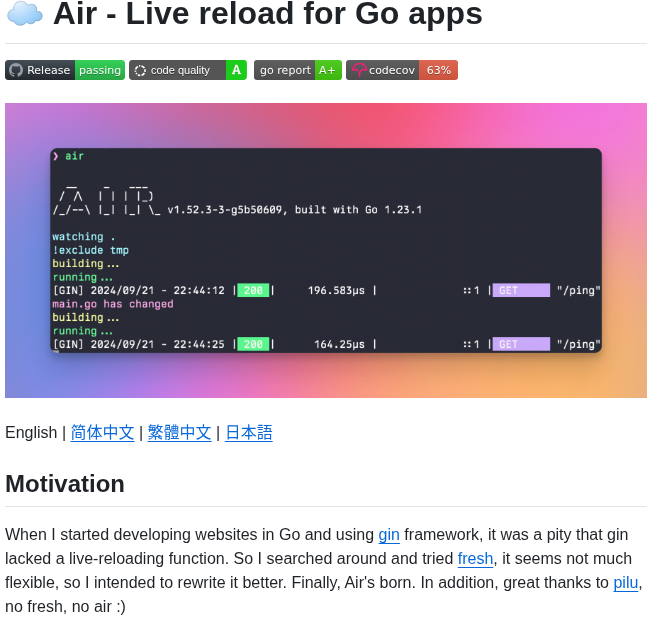 Air - Live reload for Go apps
Release passing code quality A go report A+ codecov 63%
❯ air
v1.52.3-3-g5b50609, built with Go 1.23.1
watching .
!exclude tmp
building...
running...
[GIN] 2024/09/21 - 22:44:12 | 200 | 196.583µs | ::1 | GET "/ping"
main.go has changed
building...
running...
[GIN] 2024/09/21 - 22:44:25 | 200 | 164.25µs | ::1 | GET "/ping"
English | 简体中文 | 繁體中文 | 日本語
Motivation
When I started developing websites in Go and using gin framework, it was a pity that gin
lacked a live-reloading function. So I searched around and tried fresh, it seems not much
flexible, so I intended to rewrite it better. Finally, Air's born. In addition, great thanks to pilu,
no fresh, no air :)